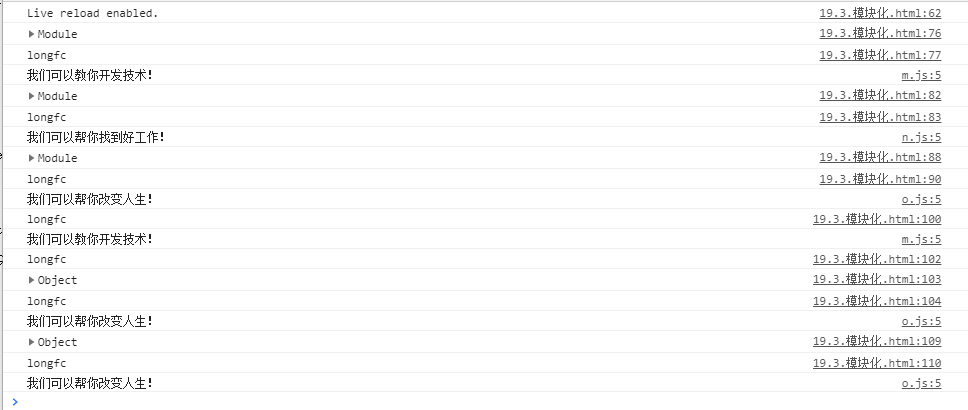 Live reload enabled. 19.3.模块化.html:62
▶Module 19.3.模块化.html:76
longfc 19.3.模块化.html:77
我们可以教你开发技术! m.js:5
▶Module 19.3.模块化.html:82
longfc 19.3.模块化.html:83
我们可以帮你找到好工作! n.js:5
▶Module 19.3.模块化.html:88
longfc 19.3.模块化.html:90
我们可以帮你改变人生! o.js:5
longfc 19.3.模块化.html:100
我们可以教你开发技术! m.js:5
longfc 19.3.模块化.html:102
▶Object 19.3.模块化.html:103
longfc 19.3.模块化.html:104
我们可以帮你改变人生! o.js:5
▶Object 19.3.模块化.html:109
longfc 19.3.模块化.html:110
我们可以帮你改变人生! o.js:5